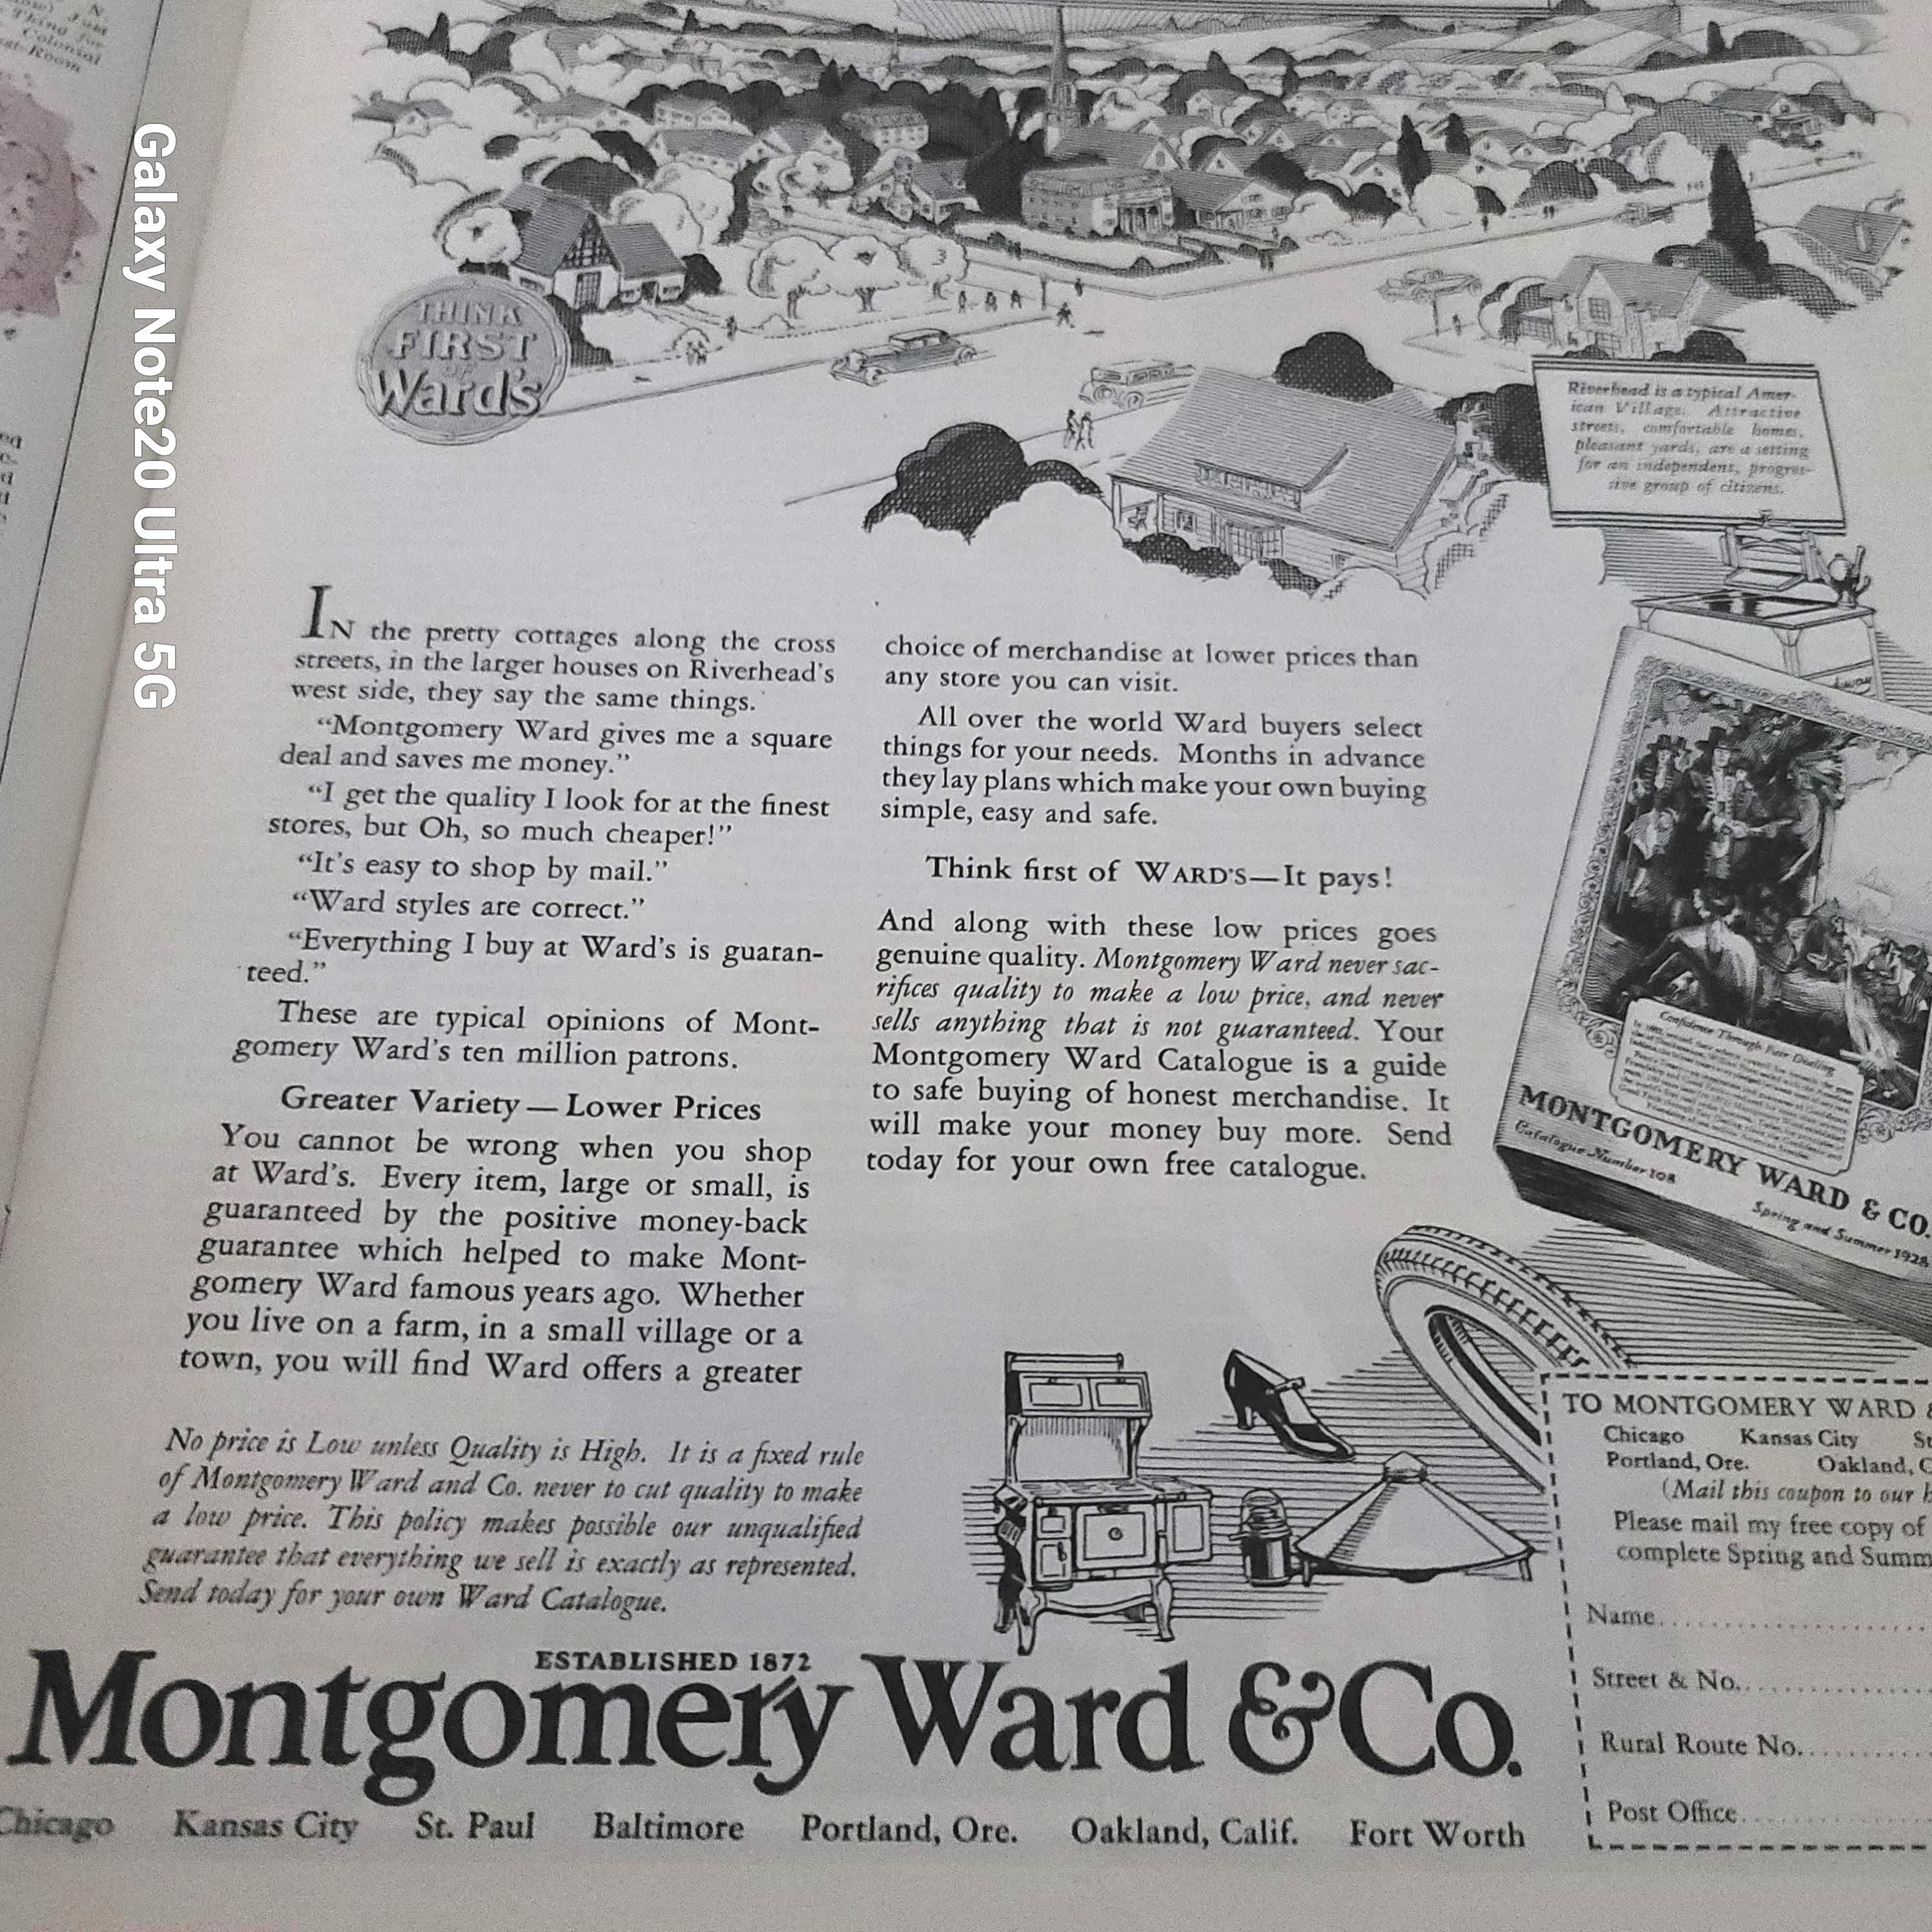 Galaxy Note20 Ultra 5G
Colonial
THINK
FIRST
OF
Ward's
Riverhead is a typical Amer-
ican Village. Attractive
streets, comfortable homes,
pleasant yards, are a setting
for an independent, progres-
sive group of citizens.
IN the pretty cottages along the cross
streets, in the larger houses on Riverhead's
west side, they say the same things.
"Montgomery Ward gives me a square
deal and saves me money."
"I get the quality I look for at the finest
stores, but Oh, so much cheaper!"
"It's easy to shop by mail."
"Ward styles are correct."
"Everything I buy at Ward's is guaran-
teed."
These are typical opinions of Mont-
gomery Ward's ten million patrons.
Greater Variety — Lower Prices
You cannot be wrong when you shop
at Ward's. Every item, large or small, is
guaranteed by the positive money-back
guarantee which helped to make Mont-
gomery Ward famous years ago. Whether
you live on a farm, in a small village or a
town, you will find Ward offers a greater
choice of merchandise at lower prices than
any store you can visit.
All over the world Ward buyers select
things for your needs. Months in advance
they lay plans which make your own buying
simple, easy and safe.
Think first of WARD'S—It pays!
And along with these low prices goes
genuine quality. Montgomery Ward never sac-
rifices quality to make a low price, and never
sells anything that is not guaranteed. Your
Montgomery Ward Catalogue is a guide
to safe buying of honest merchandise. It
will make your money buy more. Send
today for your own free catalogue.
Confidence Through Fair Dealing
MONTGOMERY WARD & CO.
Catalogue Number 108
Spring and Summer 1928
No price is Low unless Quality is High. It is a fixed rule
of Montgomery Ward and Co. never to cut quality to make
a low price. This policy makes possible our unqualified
guarantee that everything we sell is exactly as represented.
Send today for your own Ward Catalogue.
ESTABLISHED 1872
Montgomery Ward & Co.
Chicago Kansas City St. Paul Baltimore Portland, Ore. Oakland, Calif. Fort Worth
TO MONTGOMERY WARD &
Chicago Kansas City St
Portland, Ore. Oakland, C
(Mail this coupon to our h
Please mail my free copy of
complete Spring and Summ
Name
Street & No.
Rural Route No.
Post Office